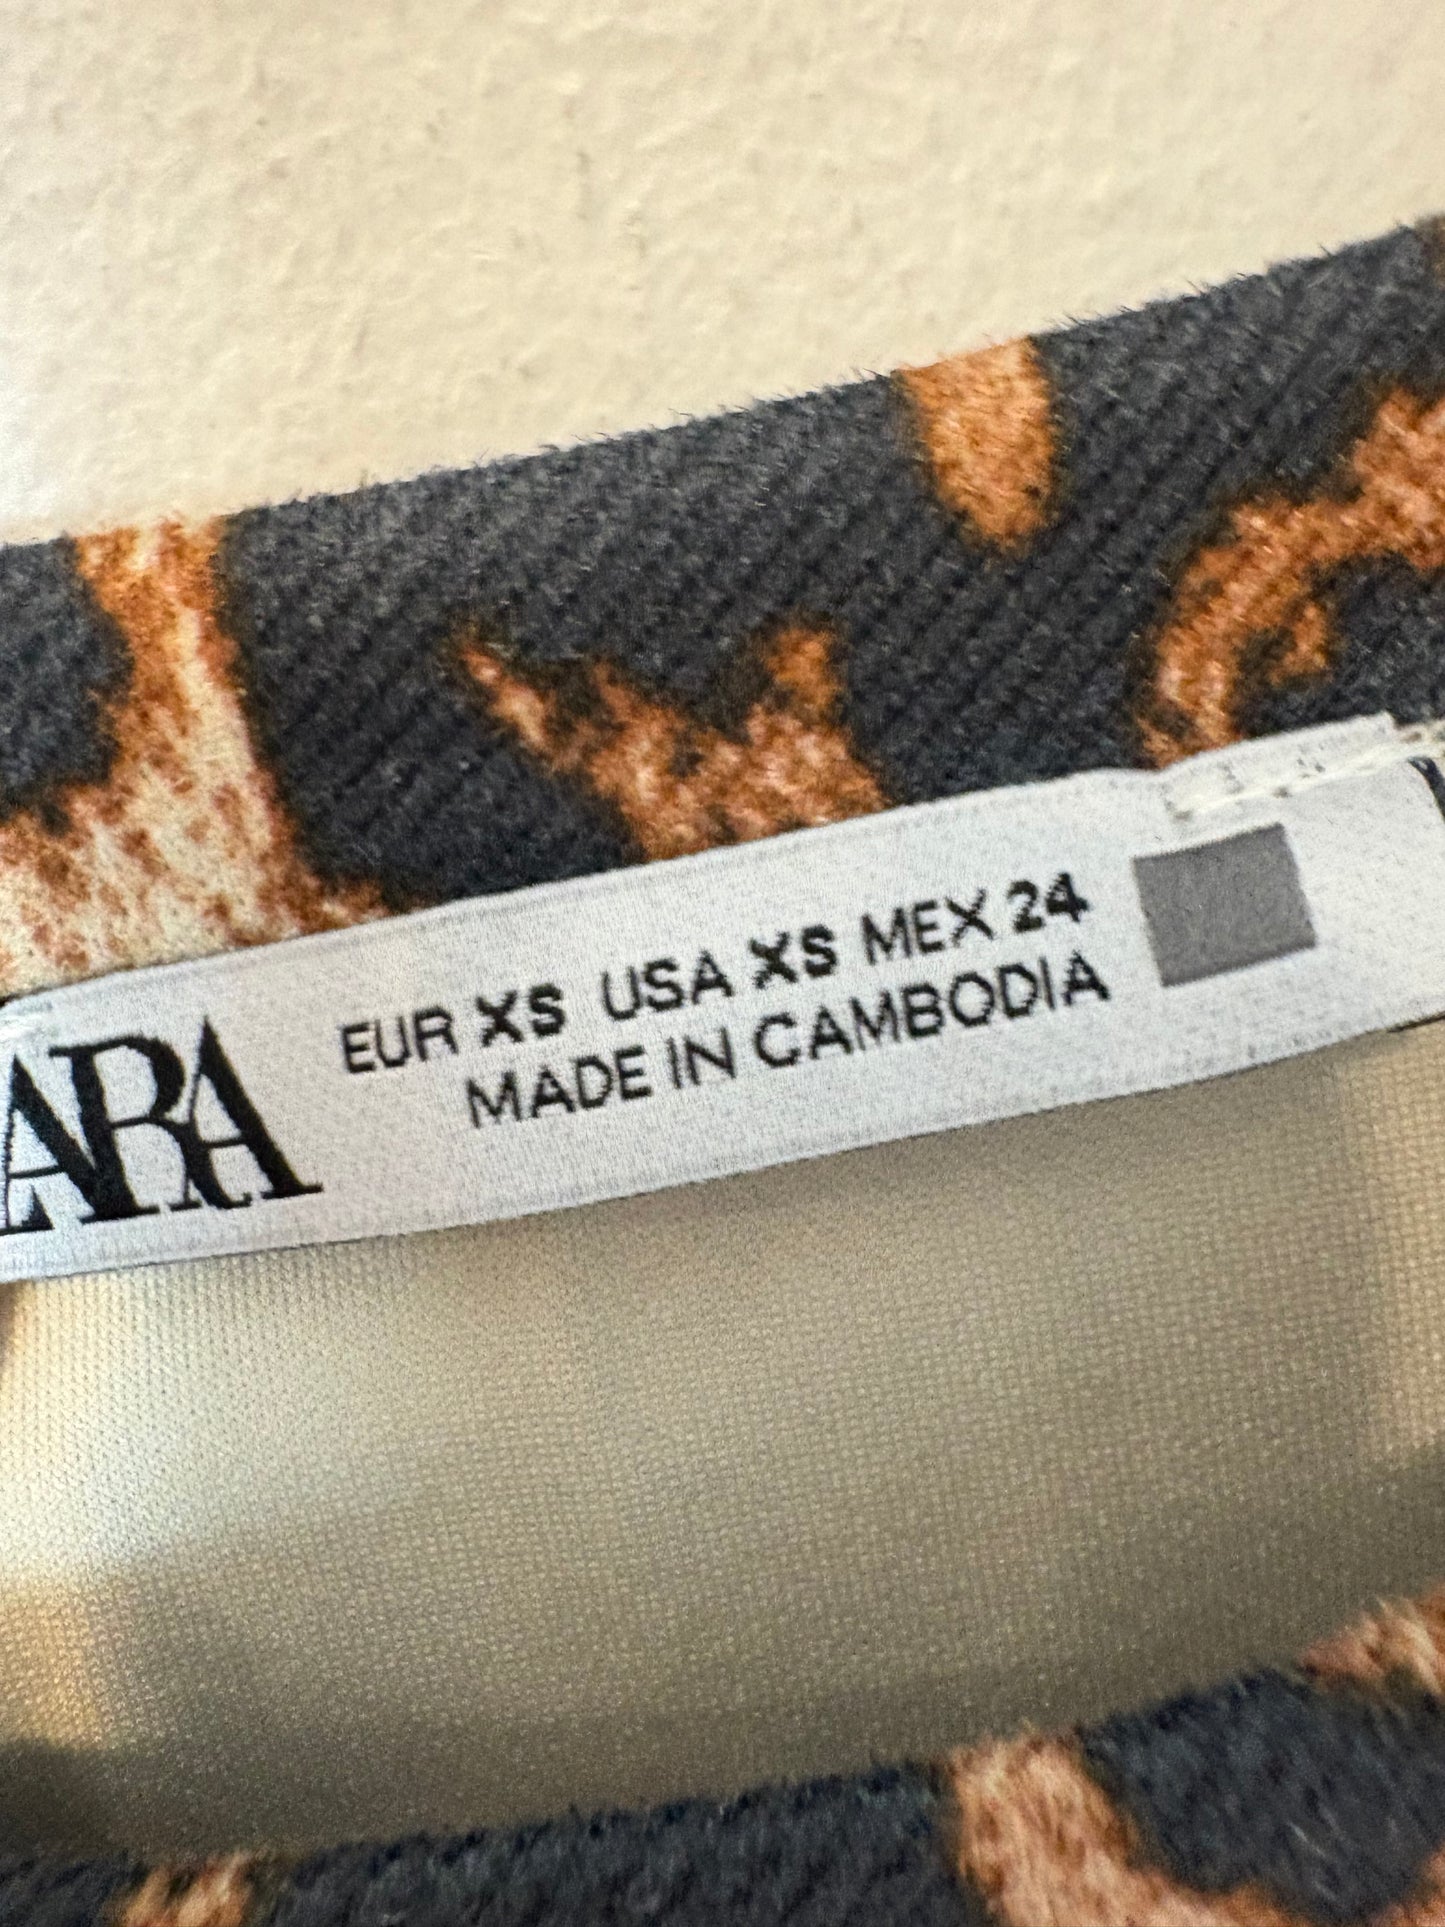 ARA
EUR XS USA XS MEX 24
MADE IN CAMBODIA